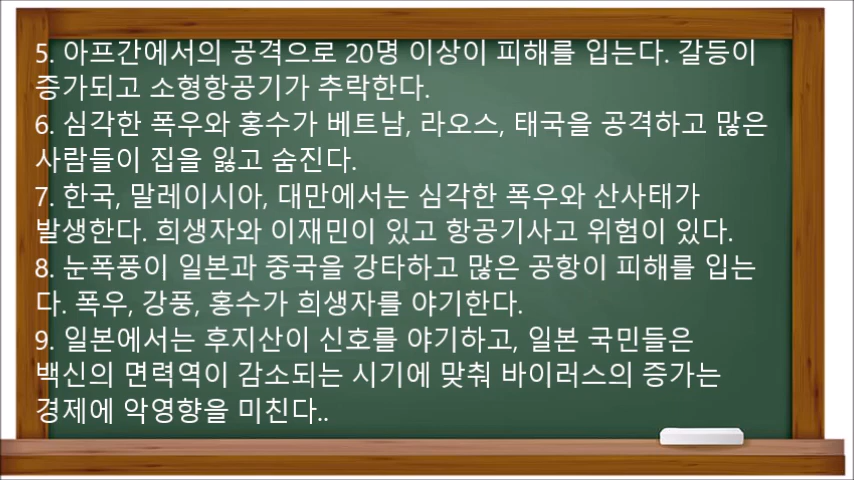 5. 아프간에서의 공격으로 20명 이상이 피해를 입는다. 갈등이
증가되고 소형항공기가 추락한다.
6. 심각한 폭우와 홍수가 베트남, 라오스, 태국을 공격하고 많은
사람들이 집을 잃고 숨진다.
7. 한국, 말레이시아, 대만에서는 심각한 폭우와 산사태가
발생한다. 희생자와 이재민이 있고 항공기사고 위험이 있다.
8. 눈폭풍이 일본과 중국을 강타하고 많은 공항이 피해를 입는
다. 폭우, 강풍, 홍수가 희생자를 야기한다.
9. 일본에서는 후지산이 신호를 야기하고, 일본 국민들은
백신의 면력역이 감소되는 시기에 맞춰 바이러스의 증가는
경제에 악영향을 미친다..